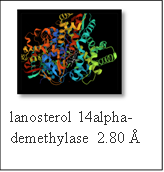 lanosterol 14alpha-
demethylase 2.80 Å